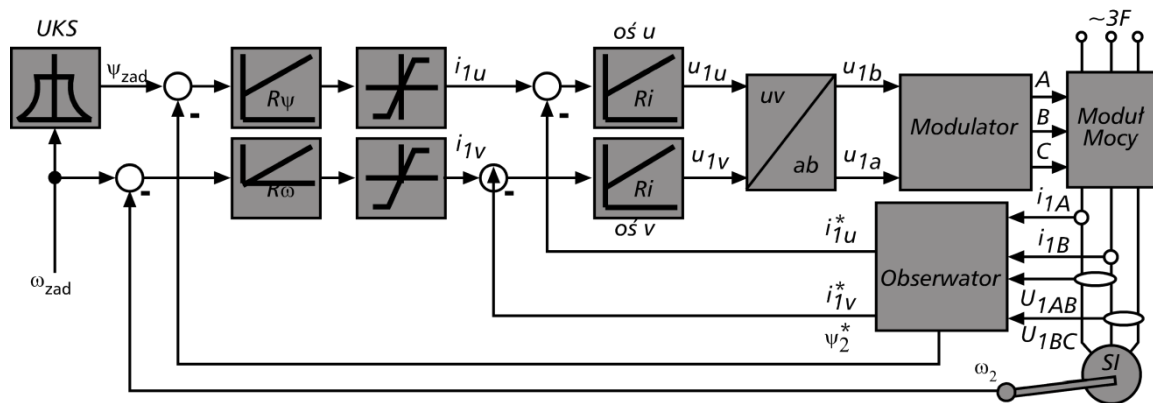 UKS
oś u
~3F
ψzad
Rψ
i1u
Ri
u1u
uv
ab
u1b
Modulator
A
B
C
Moduł
Mocy
-
-
Rω
i1v
-
-
Ri
u1v
u1a
oś v
ωzad
i*1u
i*1v
ψ*2
Obserwator
i1A
i1B
U1AB
U1BC
SI
ω2